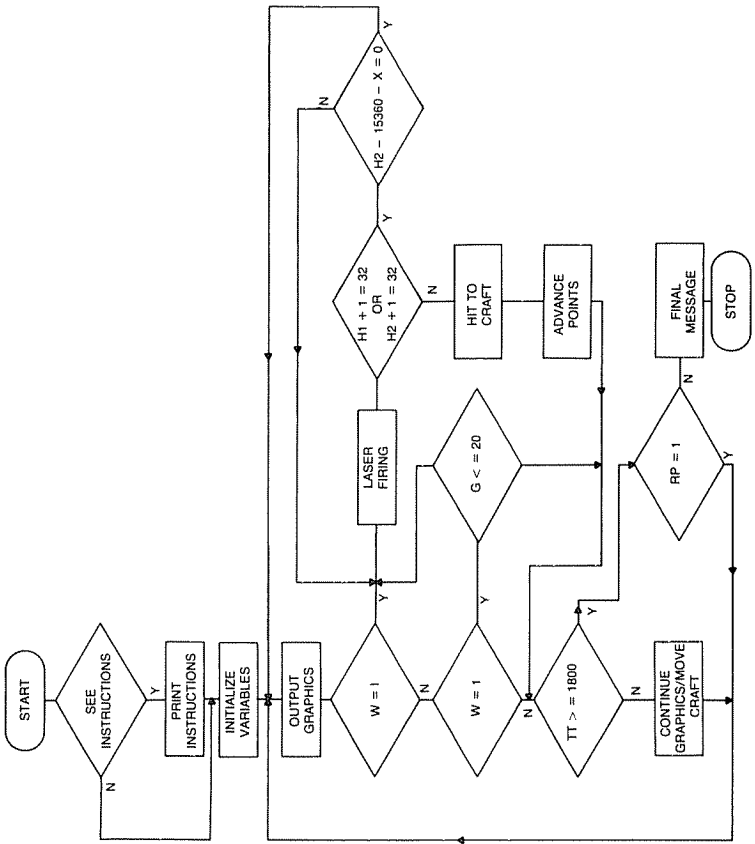 START
SEE
INSTRUCTIONS
N
Y
PRINT
INSTRUCTIONS
INITIALIZE
VARIABLES
OUTPUT
GRAPHICS
W = I
Y
N
W = 1
Y
N
TT > = 1800
Y
N
CONTINUE
GRAPHICS/MOVE
CRAFT
LASER
FIRING
G < = 20
H1 + 1 = 32
OR
H2 + 1 = 32
Y
N
HIT TO
CRAFT
ADVANCE
POINTS
H2 – 15360 – X = 0
N
Y
RP = 1
N
Y
FINAL
MESSAGE
STOP